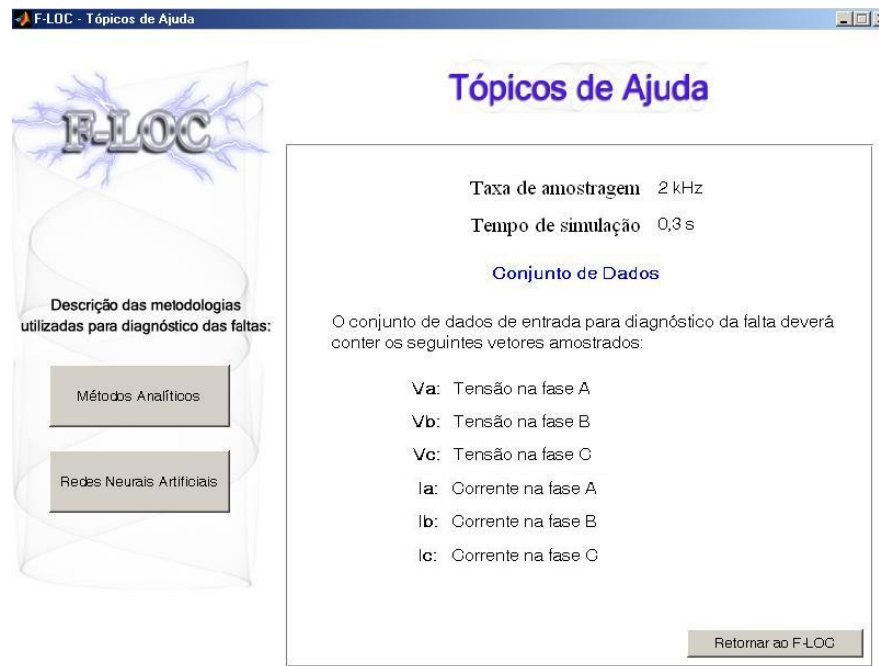 F-LOC - Tópicos de Ajuda
F-LOC
Tópicos de Ajuda
Descrição das metodologias
utilizadas para diagnóstico das faltas:
Métodos Analíticos
Redes Neurais Artificiais
Taxa de amostragem 2 kHz
Tempo de simulação 0,3 s
Conjunto de Dados
O conjunto de dados de entrada para diagnóstico da falta deverá
conter os seguintes vetores amostrados:
Va: Tensão na fase A
Vb: Tensão na fase B
Vc: Tensão na fase C
Ia: Corrente na fase A
Ib: Corrente na fase B
Ic: Corrente na fase C
Retornar ao F-LOC